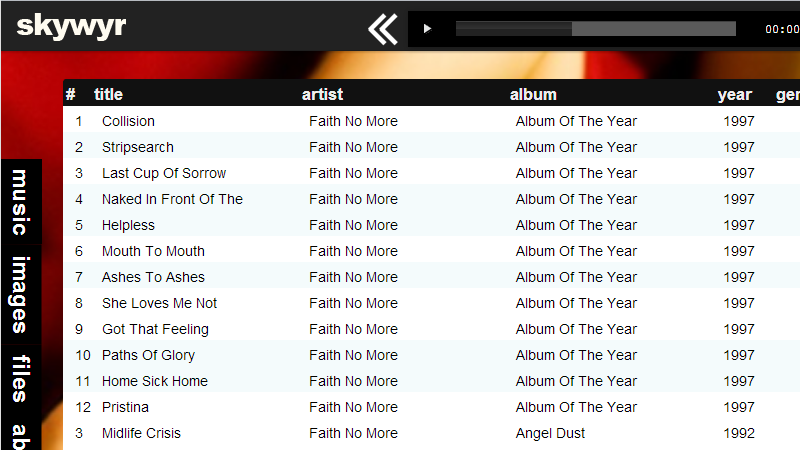 skywyr
00:00
# title artist album year gen
1 Collision Faith No More Album Of The Year 1997
2 Stripsearch Faith No More Album Of The Year 1997
3 Last Cup Of Sorrow Faith No More Album Of The Year 1997
4 Naked In Front Of The Faith No More Album Of The Year 1997
5 Helpless Faith No More Album Of The Year 1997
6 Mouth To Mouth Faith No More Album Of The Year 1997
7 Ashes To Ashes Faith No More Album Of The Year 1997
8 She Loves Me Not Faith No More Album Of The Year 1997
9 Got That Feeling Faith No More Album Of The Year 1997
10 Paths Of Glory Faith No More Album Of The Year 1997
11 Home Sick Home Faith No More Album Of The Year 1997
12 Pristina Faith No More Album Of The Year 1997
3 Midlife Crisis Faith No More Angel Dust 1992
music
images
files
ab